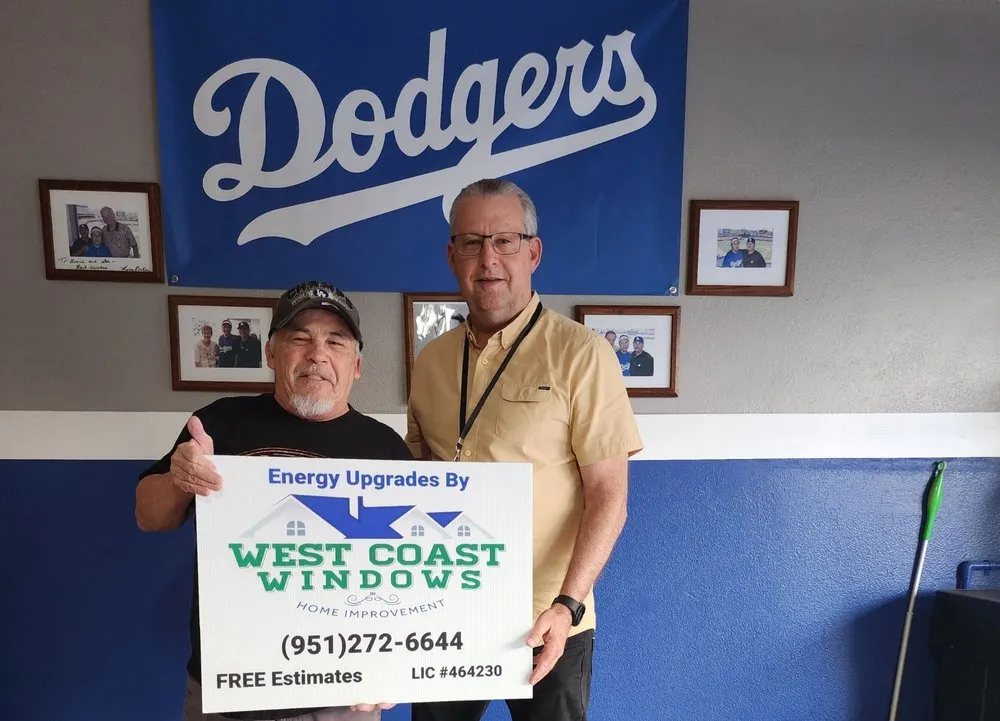 Dodgers
Energy Upgrades By
WEST COAST
WINDOWS
HOME IMPROVEMENT
(951)272-6644
FREE Estimates
LIC #464230